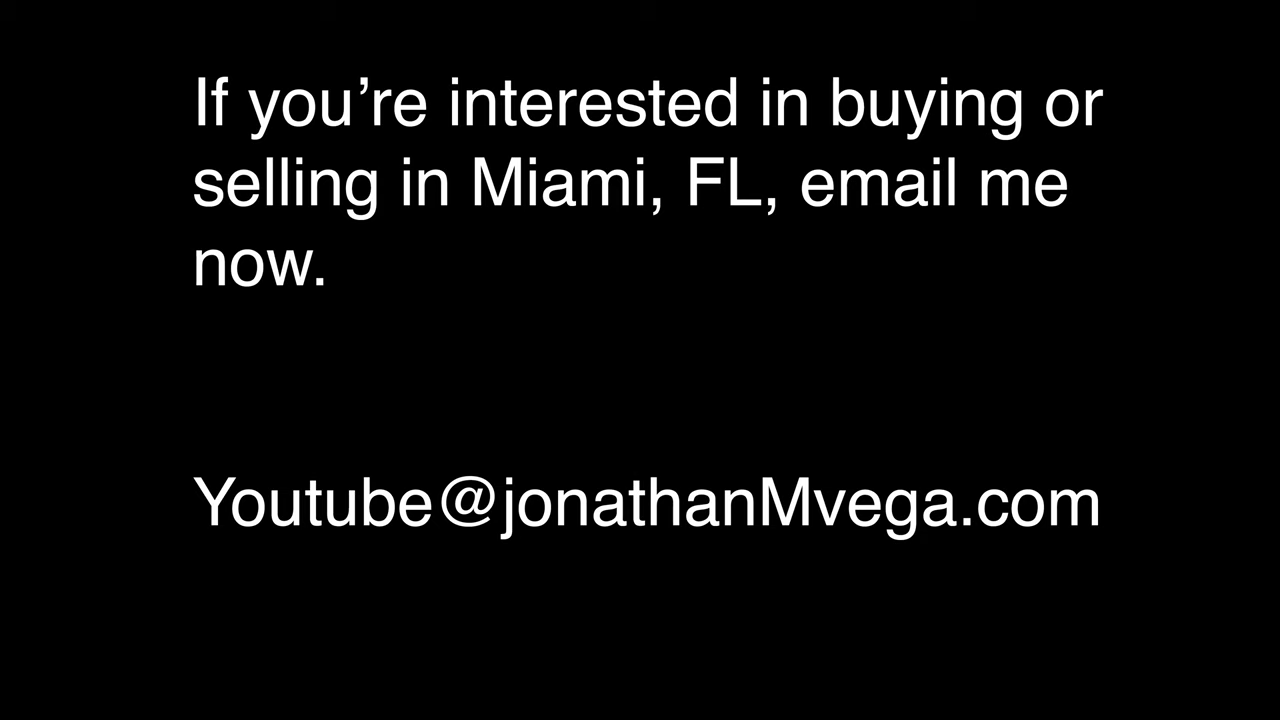 If you’re interested in buying or
selling in Miami, FL, email me
now.
Youtube@jonathanMvega.com